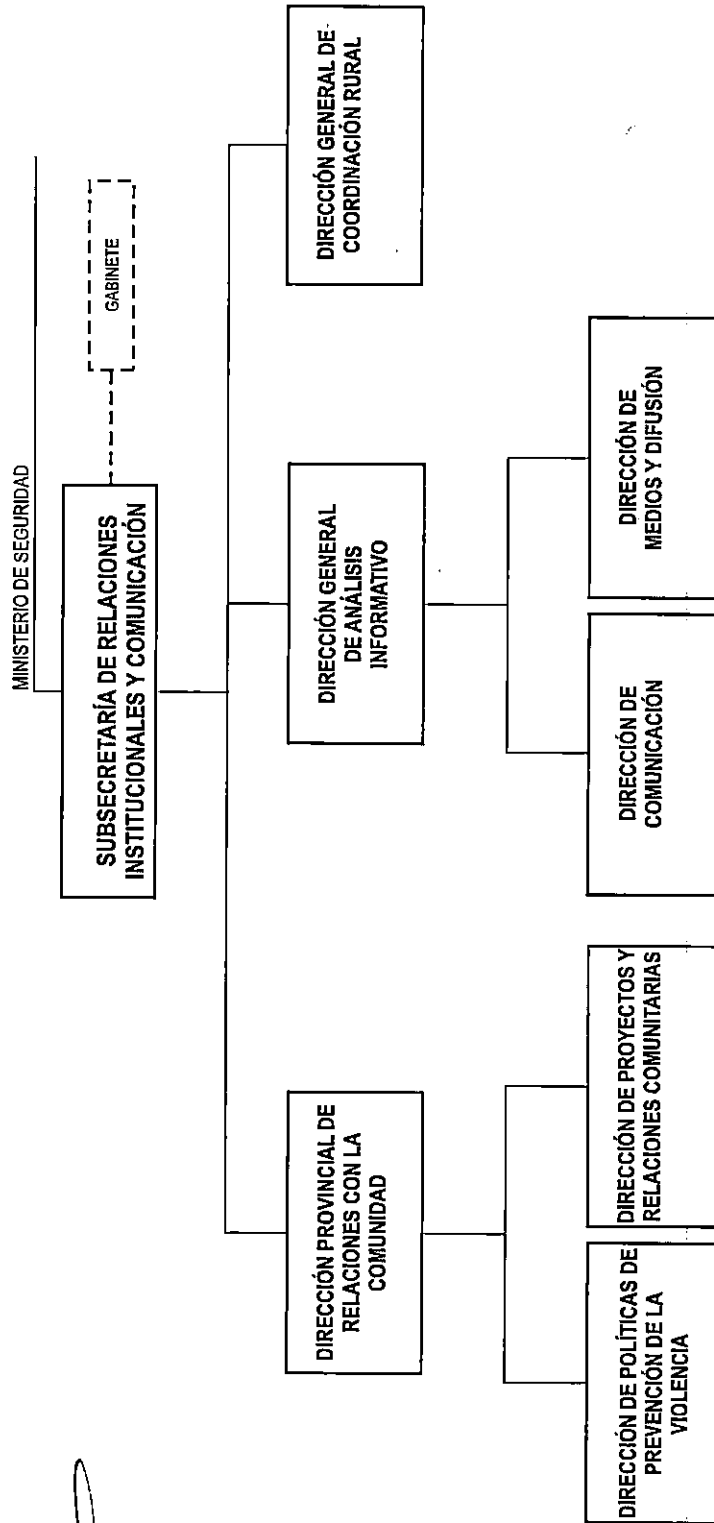 MINISTERIO DE SEGURIDAD
SUBSECRETARÍA DE RELACIONES
INSTITUCIONALES Y COMUNICACIÓN
GABINETE
DIRECCIÓN PROVINCIAL DE
RELACIONES CON LA
COMUNIDAD
DIRECCIÓN GENERAL
DE ANÁLISIS
INFORMATIVO
DIRECCIÓN GENERAL DE
COORDINACIÓN RURAL
DIRECCIÓN DE POLÍTICAS DE
PREVENCIÓN DE LA
VIOLENCIA
DIRECCIÓN DE PROYECTOS Y
RELACIONES COMUNITARIAS
DIRECCIÓN DE
COMUNICACIÓN
DIRECCIÓN DE
MEDIOS Y DIFUSIÓN